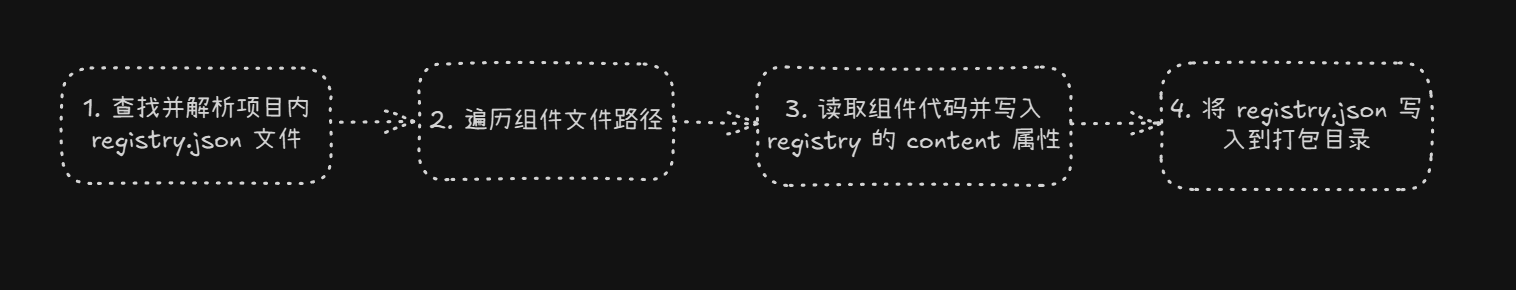 1. 查找并解析项目内
registry.json 文件
2. 遍历组件文件路径
3. 读取组件代码并写入
registry 的 content 属性
4. 将 registry.json 写
入到打包目录